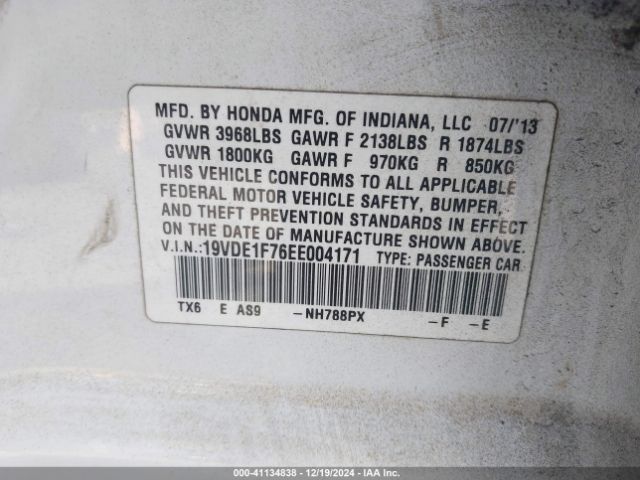 MFD. BY HONDA MFG. OF INDIANA, LLC 07/'13
GVWR 3968LBS GAWR F 2138LBS R 1874LBS
GVWR 1800KG GAWR F 970KG R 850KG
THIS VEHICLE CONFORMS TO ALL APPLICABLE
FEDERAL MOTOR VEHICLE SAFETY, BUMPER,
AND THEFT PREVENTION STANDARDS IN EFFECT
ON THE DATE OF MANUFACTURE SHOWN ABOVE.
V.I.N.:19VDE1F76EE004171 TYPE: PASSENGER CAR
TX6 E AS9 –NH788PX –F –E
000-41134838 – 12/19/2024 – IAAI.COM